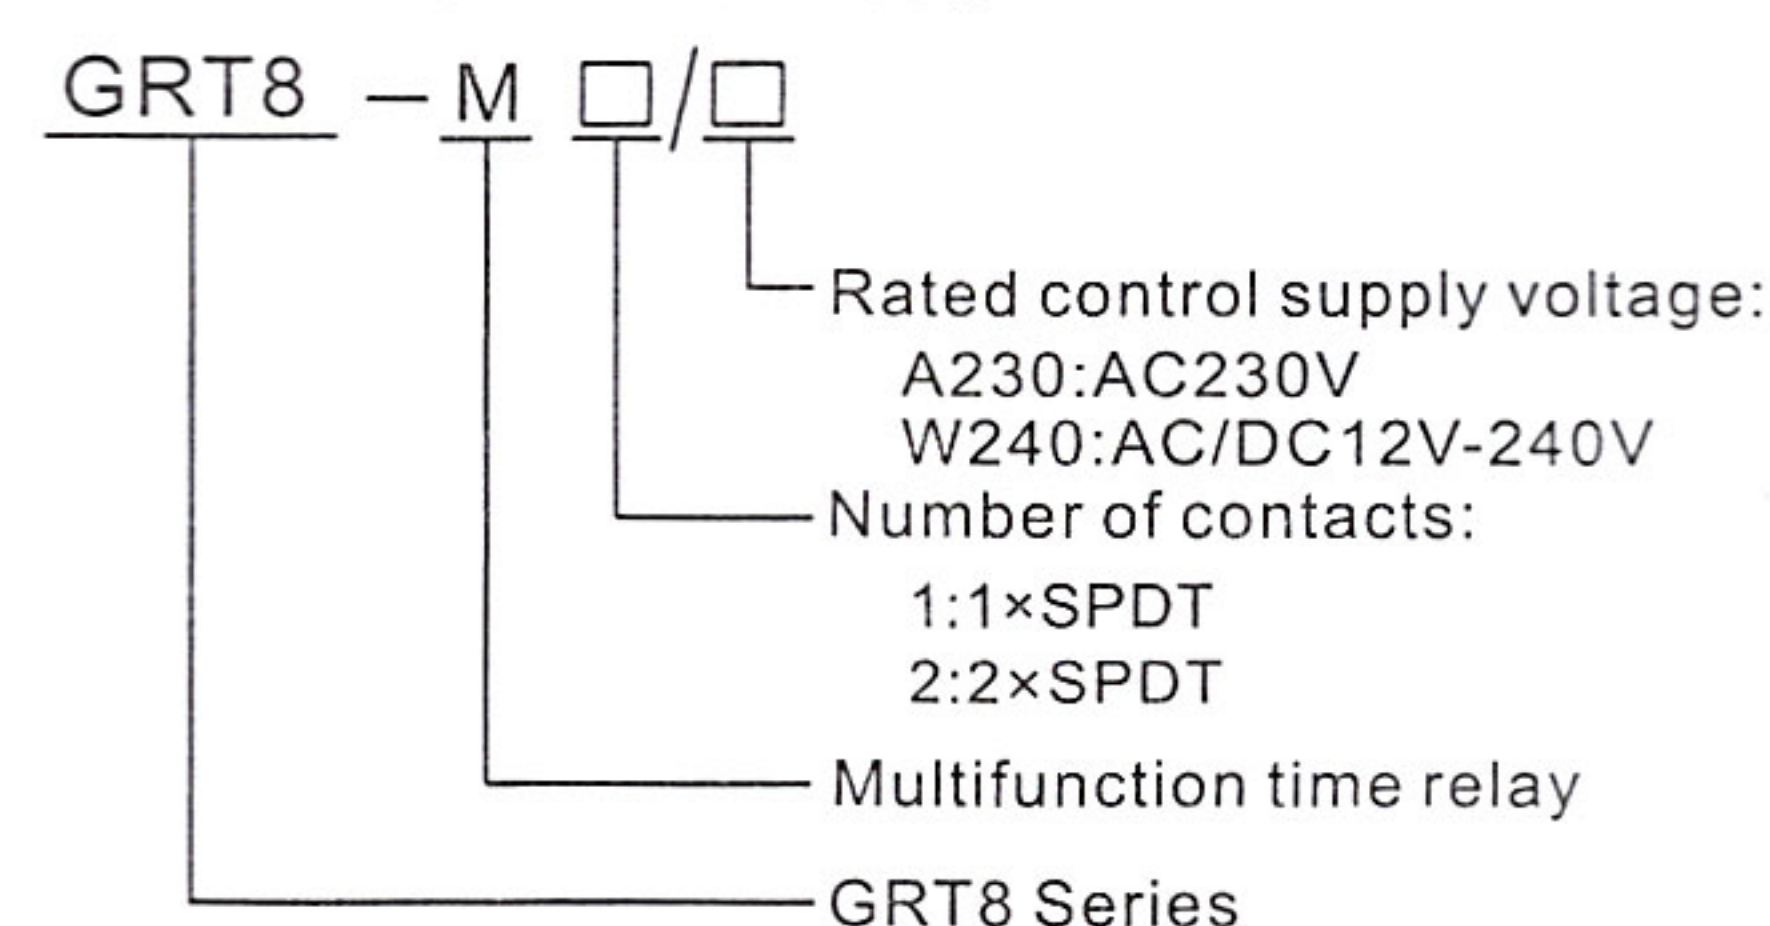 GRT8 – M □/□
Rated control supply voltage:
A230:AC230V
W240:AC/DC12V-240V
Number of contacts:
1:1×SPDT
2:2×SPDT
Multifunction time relay
GRT8 Series